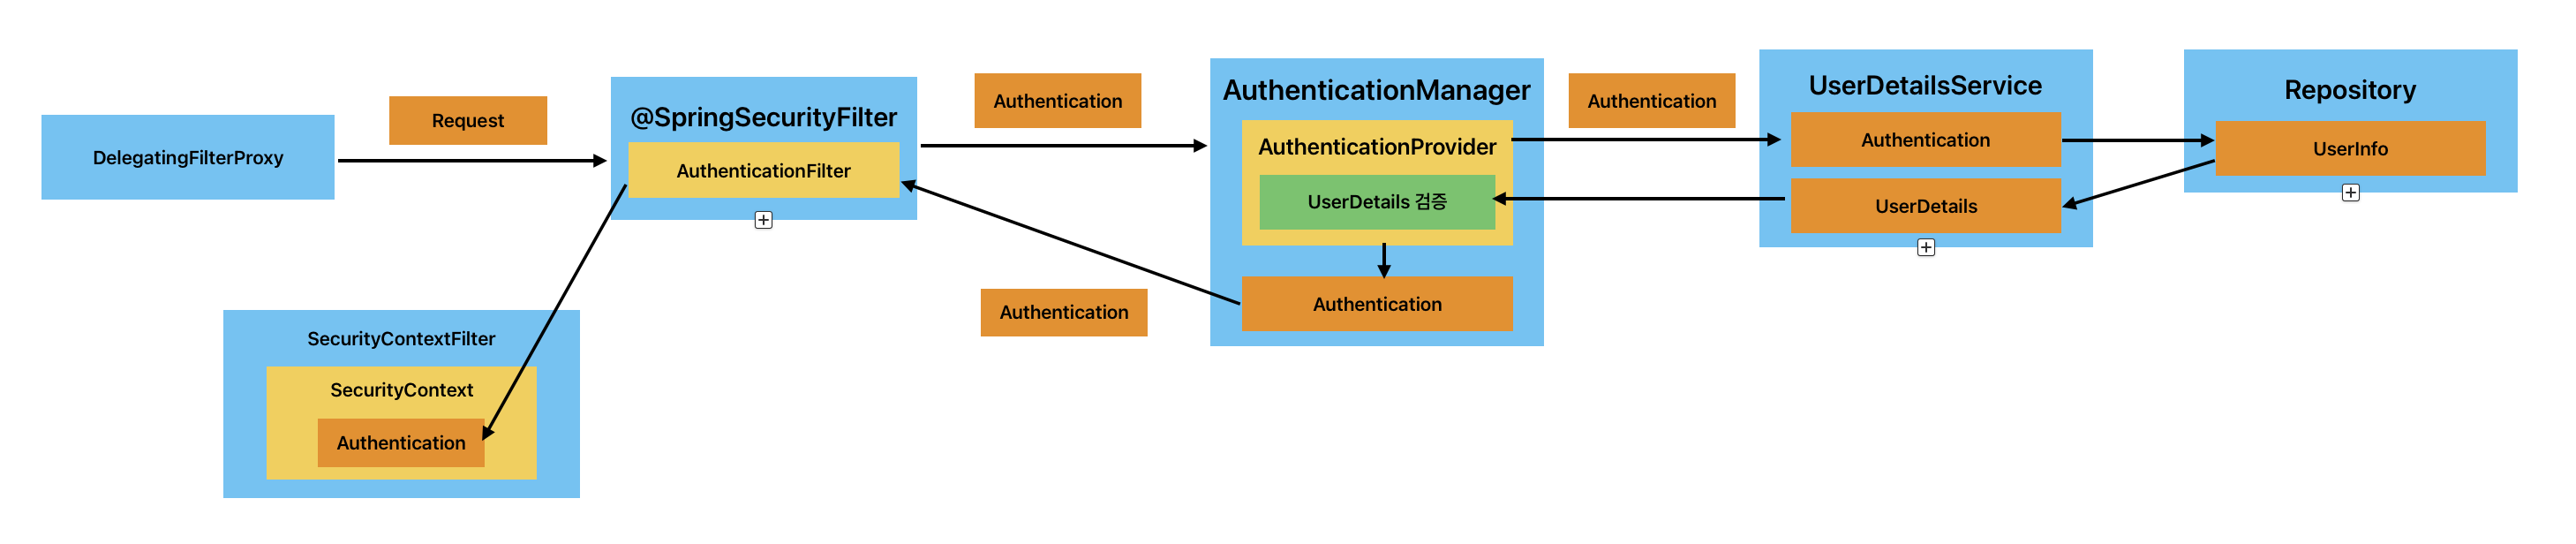 DelegatingFilterProxy
Request
@SpringSecurityFilter
AuthenticationFilter
Authentication
AuthenticationManager
AuthenticationProvider
UserDetails 검증
Authentication
Authentication
Authentication
UserDetailsService
Authentication
UserDetails
Repository
UserInfo
SecurityContextFilter
SecurityContext
Authentication